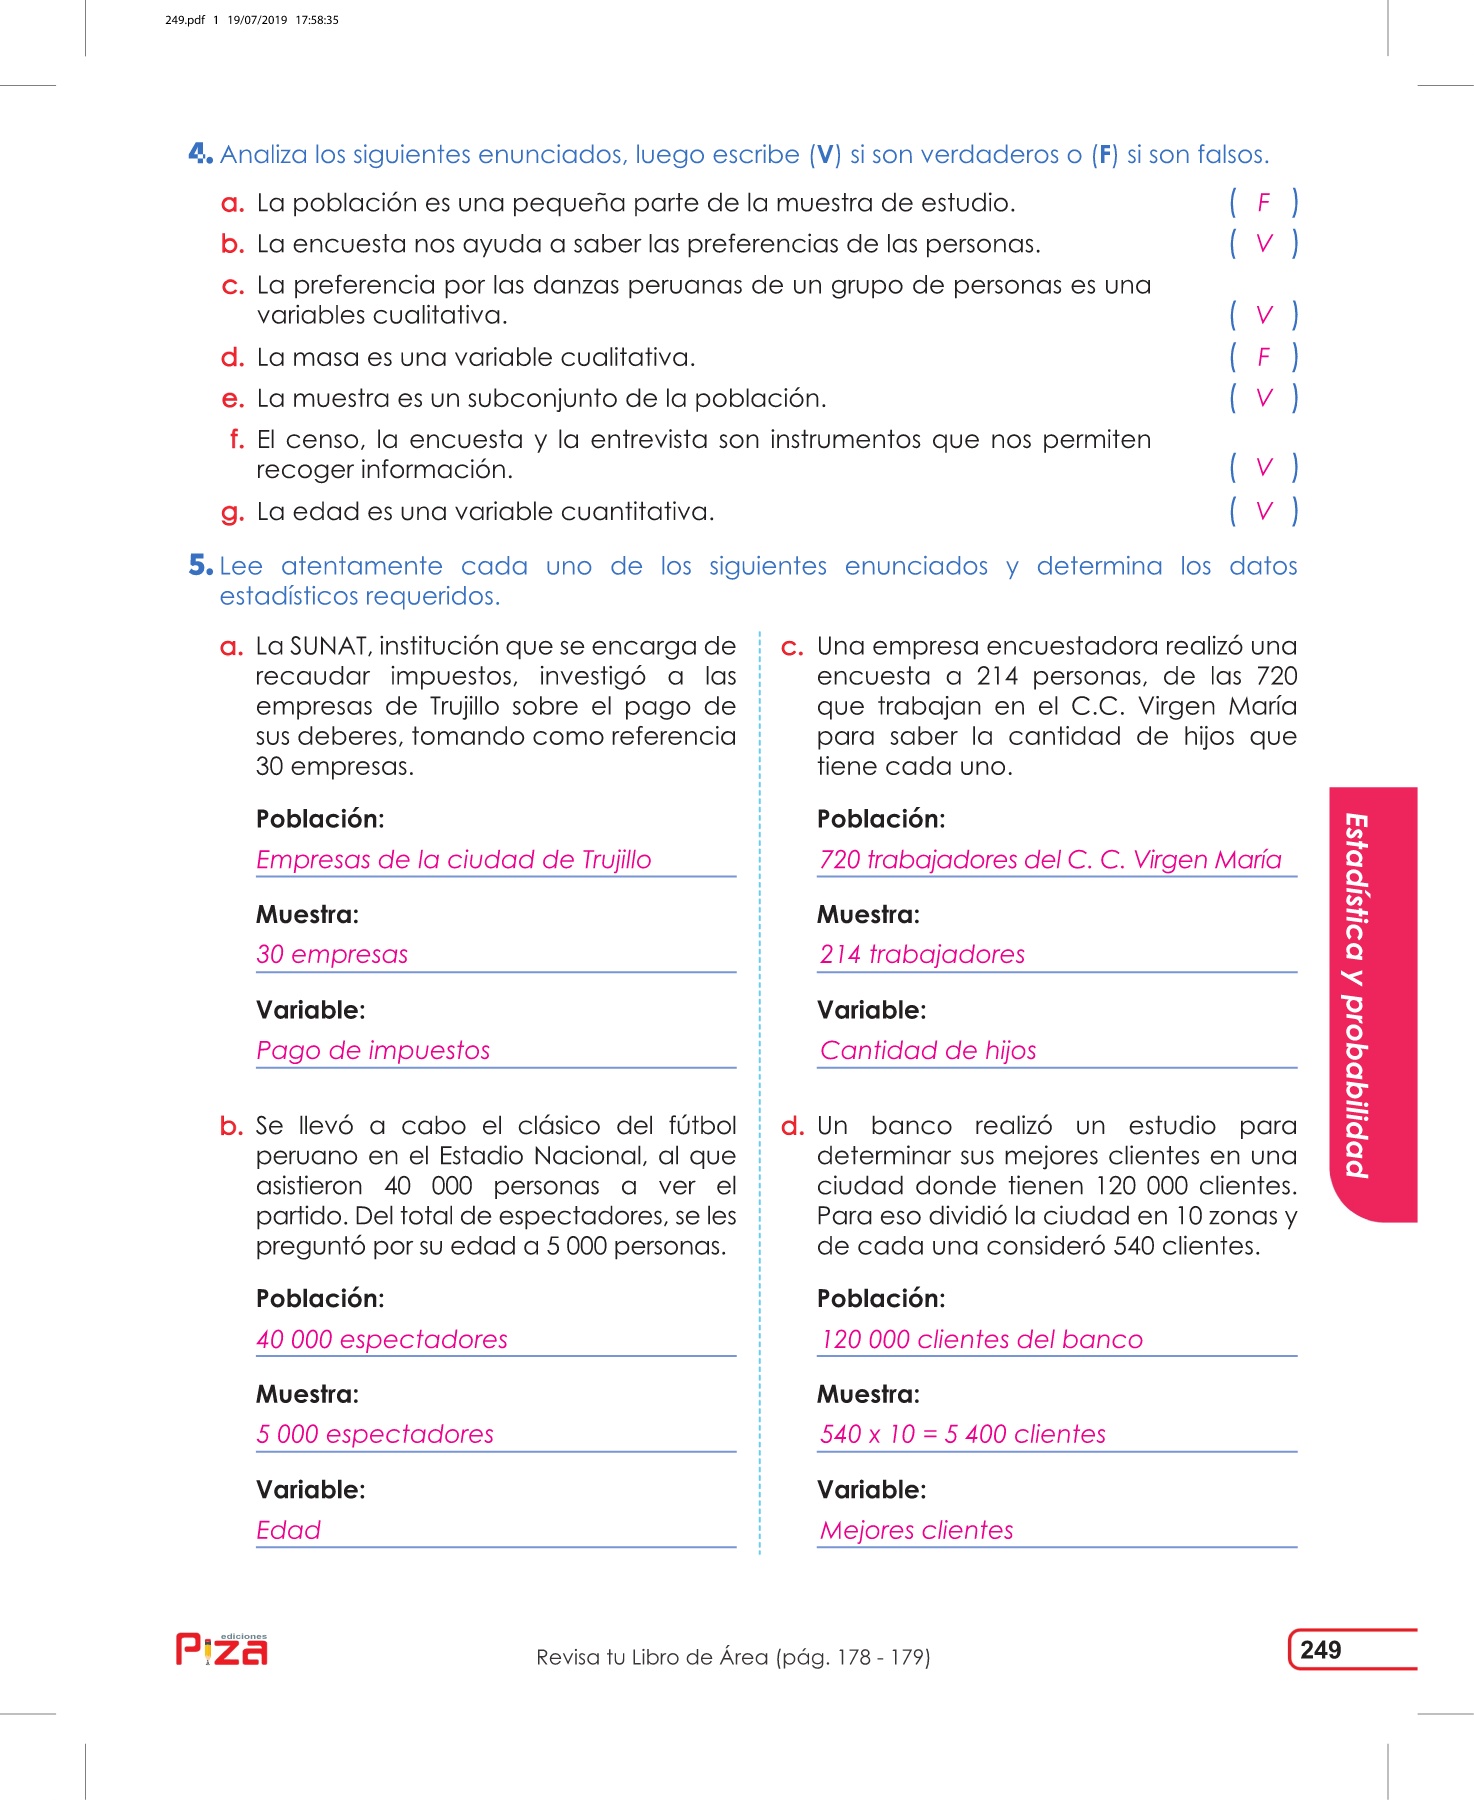 249.pdf 1 19/07/2019 17:58:35
4. Analiza los siguientes enunciados, luego escribe (V) si son verdaderos o (F) si son falsos.
a. La población es una pequeña parte de la muestra de estudio. ( F )
b. La encuesta nos ayuda a saber las preferencias de las personas. ( V )
c. La preferencia por las danzas peruanas de un grupo de personas es una
variables cualitativa. ( V )
d. La masa es una variable cualitativa. ( F )
e. La muestra es un subconjunto de la población. ( V )
f. El censo, la encuesta y la entrevista son instrumentos que nos permiten
recoger información. ( V )
g. La edad es una variable cuantitativa. ( V )
5. Lee atentamente cada uno de los siguientes enunciados y determina los datos
estadísticos requeridos.
a. La SUNAT, institución que se encarga de
recaudar impuestos, investigó a las
empresas de Trujillo sobre el pago de
sus deberes, tomando como referencia
30 empresas.
Población:
Empresas de la ciudad de Trujillo
Muestra:
30 empresas
Variable:
Pago de impuestos
b. Se llevó a cabo el clásico del fútbol
peruano en el Estadio Nacional, al que
asistieron 40 000 personas a ver el
partido. Del total de espectadores, se les
preguntó por su edad a 5 000 personas.
Población:
40 000 espectadores
Muestra:
5 000 espectadores
Variable:
Edad
c. Una empresa encuestadora realizó una
encuesta a 214 personas, de las 720
que trabajan en el C.C. Virgen María
para saber la cantidad de hijos que
tiene cada uno.
Población:
720 trabajadores del C. C. Virgen María
Muestra:
214 trabajadores
Variable:
Cantidad de hijos
d. Un banco realizó un estudio para
determinar sus mejores clientes en una
ciudad donde tienen 120 000 clientes.
Para eso dividió la ciudad en 10 zonas y
de cada una consideró 540 clientes.
Población:
120 000 clientes del banco
Muestra:
540 x 10 = 5 400 clientes
Variable:
Mejores clientes
Estadística y probabilidad
ediciones
Piza
Revisa tu Libro de Área (pág. 178 - 179)
249